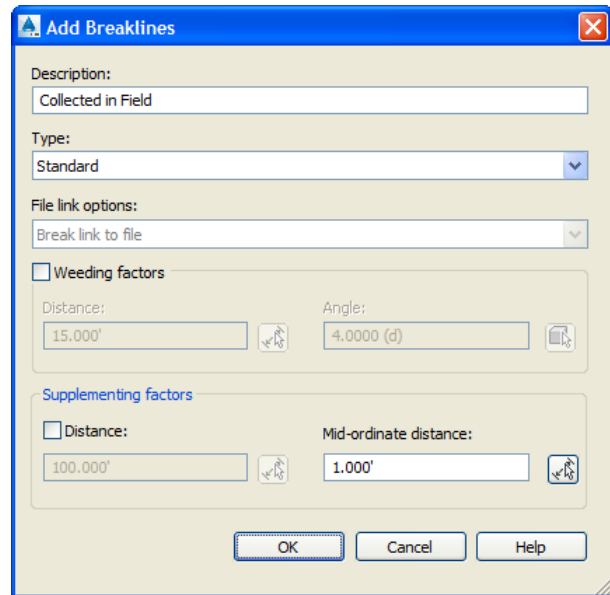 Add Breaklines
Description:
Collected in Field
Type:
Standard
File link options:
Break link to file
Weeding factors
Distance: Angle:
15.000' 4.0000 (d)
Supplementing factors
Distance: Mid-ordinate distance:
100.000' 1.000'
OK Cancel Help